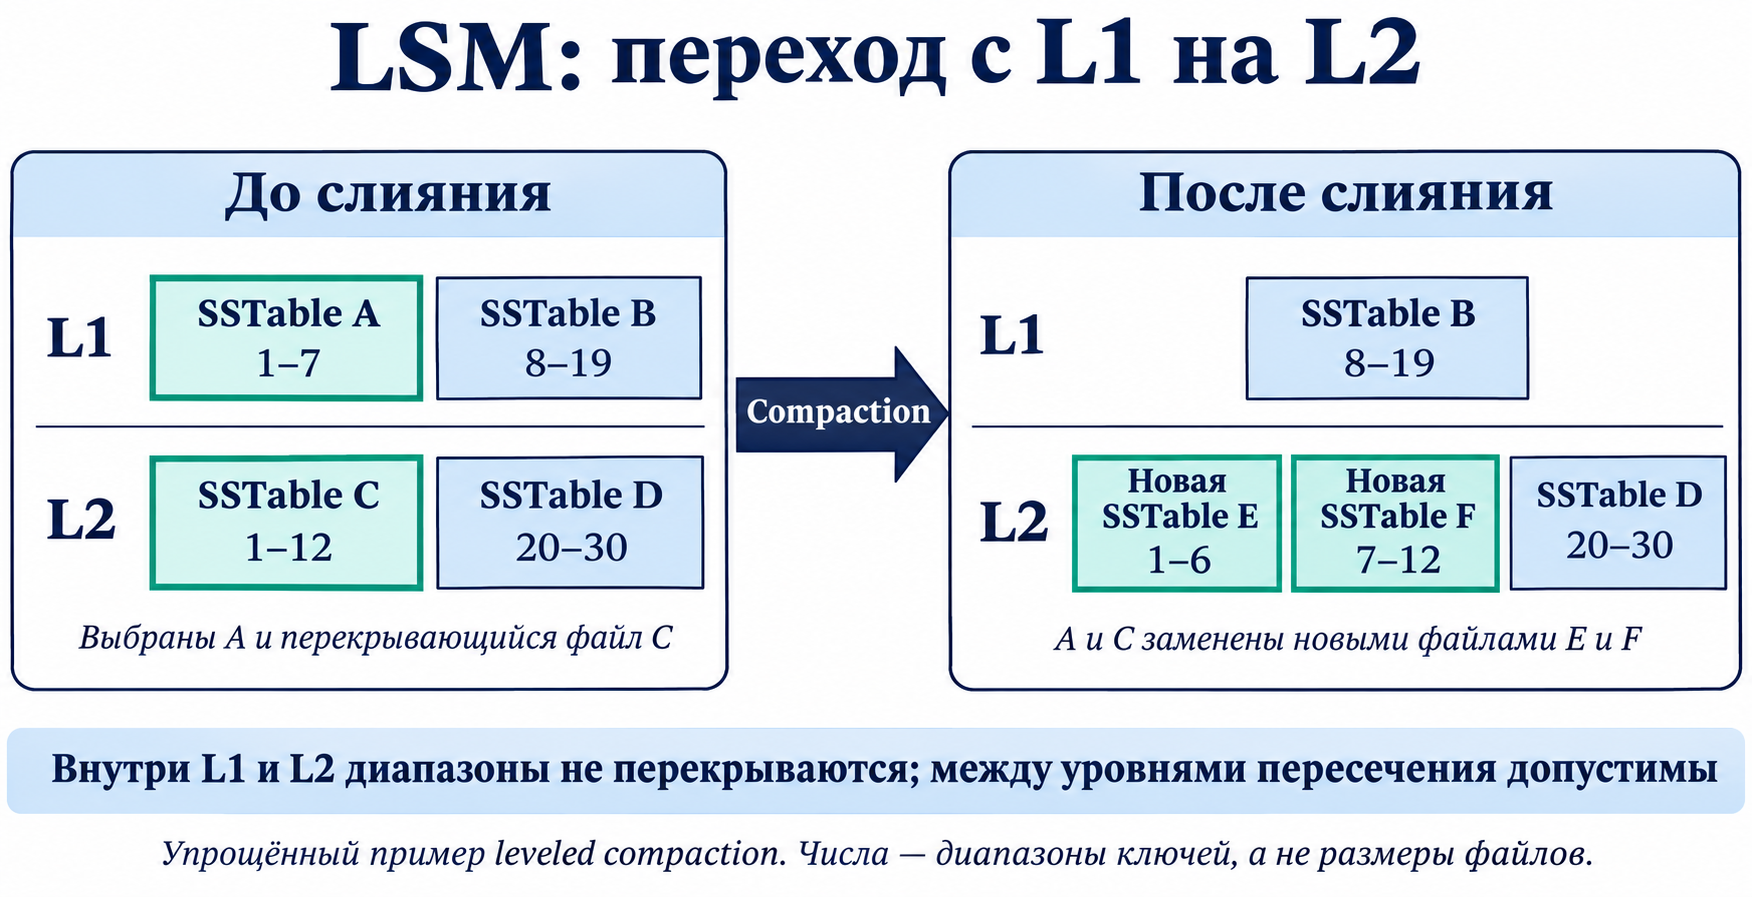 LSM: переход с L1 на L2
До слияния
L1
SSTable A
1–7
SSTable B
8–19
L2
SSTable C
1–12
SSTable D
20–30
Выбраны A и перекрывающийся файл C
Compaction
После слияния
L1
SSTable B
8–19
L2
Новая
SSTable E
1–6
Новая
SSTable F
7–12
SSTable D
20–30
A и C заменены новыми файлами E и F
Внутри L1 и L2 диапазоны не перекрываются; между уровнями пересечения допустимы
Упрощённый пример leveled compaction. Числа — диапазоны ключей, а не размеры файлов.